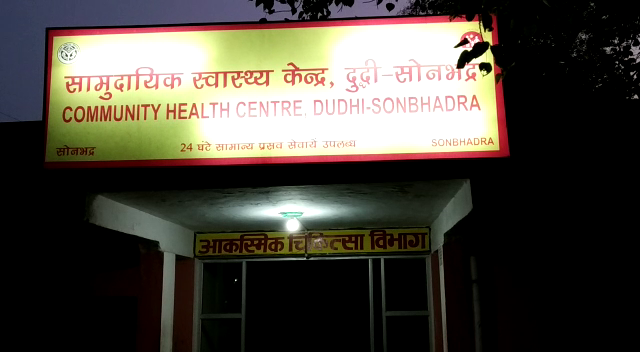 सामुदायिक स्वास्थ्य केन्द्र, दुद्धी-सोनभद्र
COMMUNITY HEALTH CENTRE, DUDHI-SONBHADRA
सोनभद्र 24 घंटे सामान्य प्रसव सेवायें उपलब्ध SONBHADRA
आकस्मिक चिकित्सा विभाग